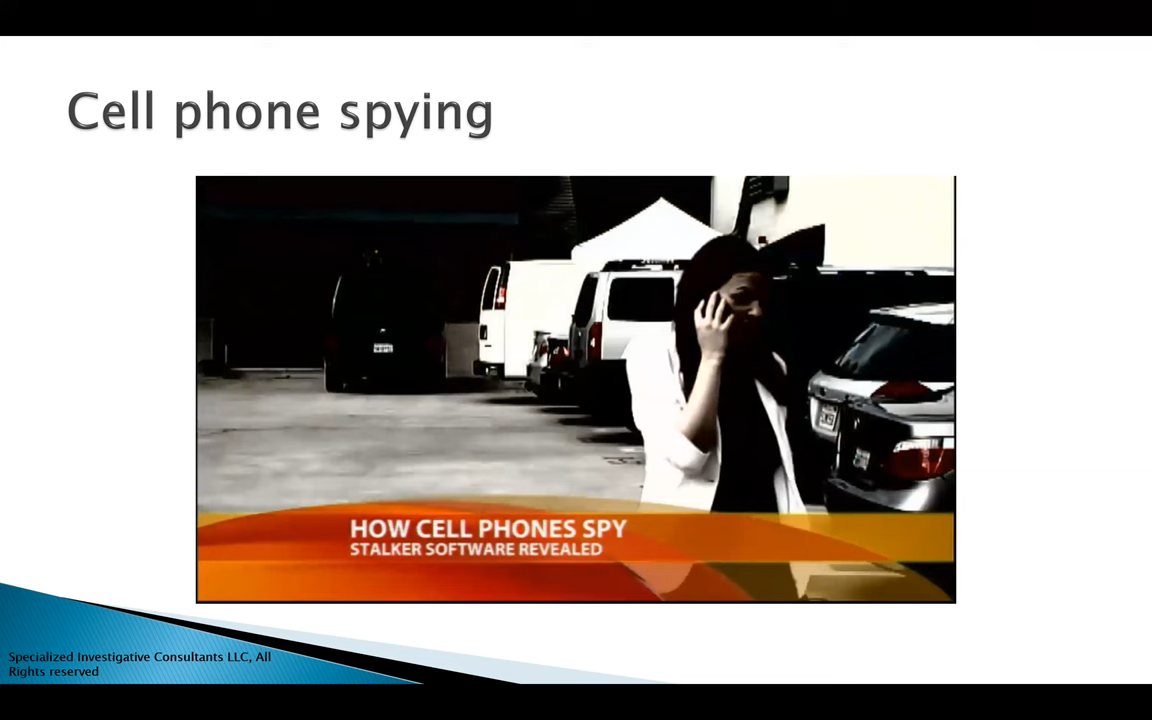 Cell phone spying
HOW CELL PHONES SPY
STALKER SOFTWARE REVEALED
Specialized Investigative Consultants LLC, All
Rights reserved